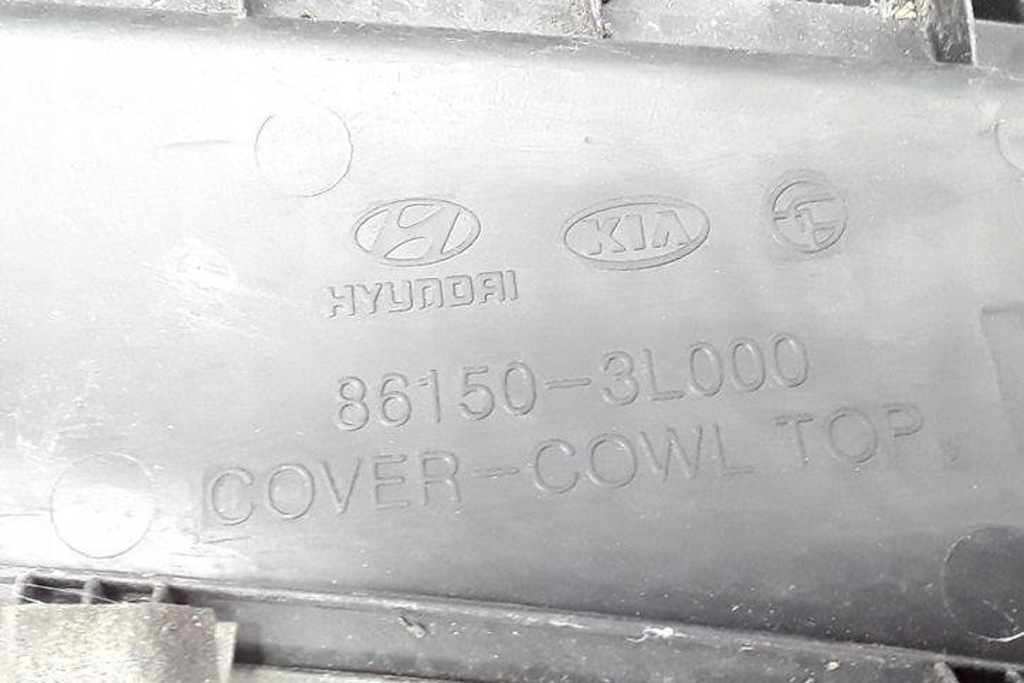 KIA
HYUNDAI
86150-3L000
COVER-COWL TOP